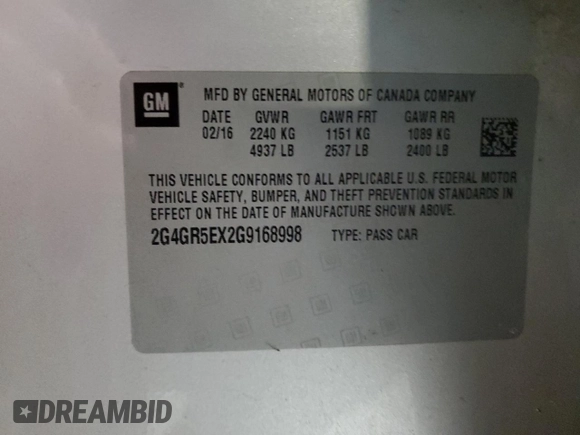 GM ® MFD BY GENERAL MOTORS OF CANADA COMPANY
DATE GVWR GAWR FRT GAWR RR
02/16 2240 KG 1151 KG 1089 KG
4937 LB 2537 LB 2400 LB
THIS VEHICLE CONFORMS TO ALL APPLICABLE U.S. FEDERAL MOTOR
VEHICLE SAFETY, BUMPER, AND THEFT PREVENTION STANDARDS IN
EFFECT ON THE DATE OF MANUFACTURE SHOWN ABOVE.
2G4GR5EX2G9168998 TYPE: PASS CAR
DREAMBID